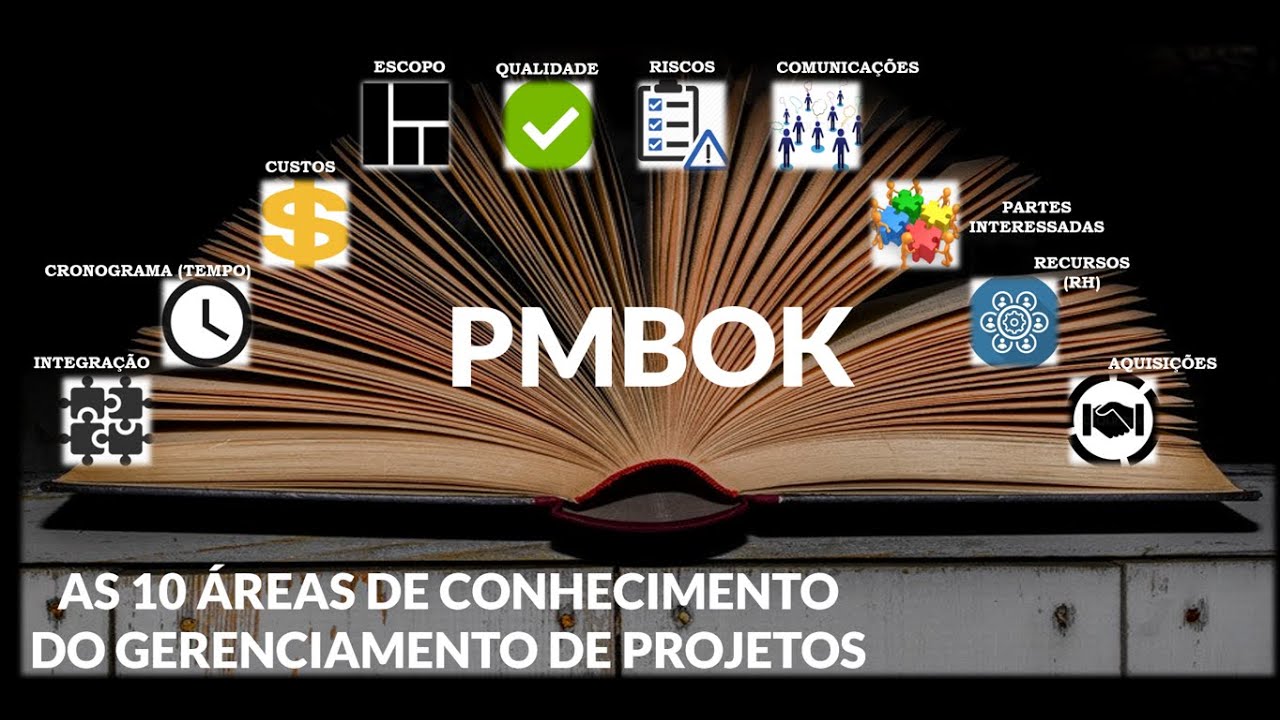 ESCOPO
QUALIDADE
RISCOS
COMUNICAÇÕES
CUSTOS
PARTES
INTERESSADAS
CRONOGRAMA (TEMPO)
RECURSOS
(RH)
PMBOK
INTEGRAÇÃO
AQUISIÇÕES
AS 10 ÁREAS DE CONHECIMENTO
DO GERENCIAMENTO DE PROJETOS